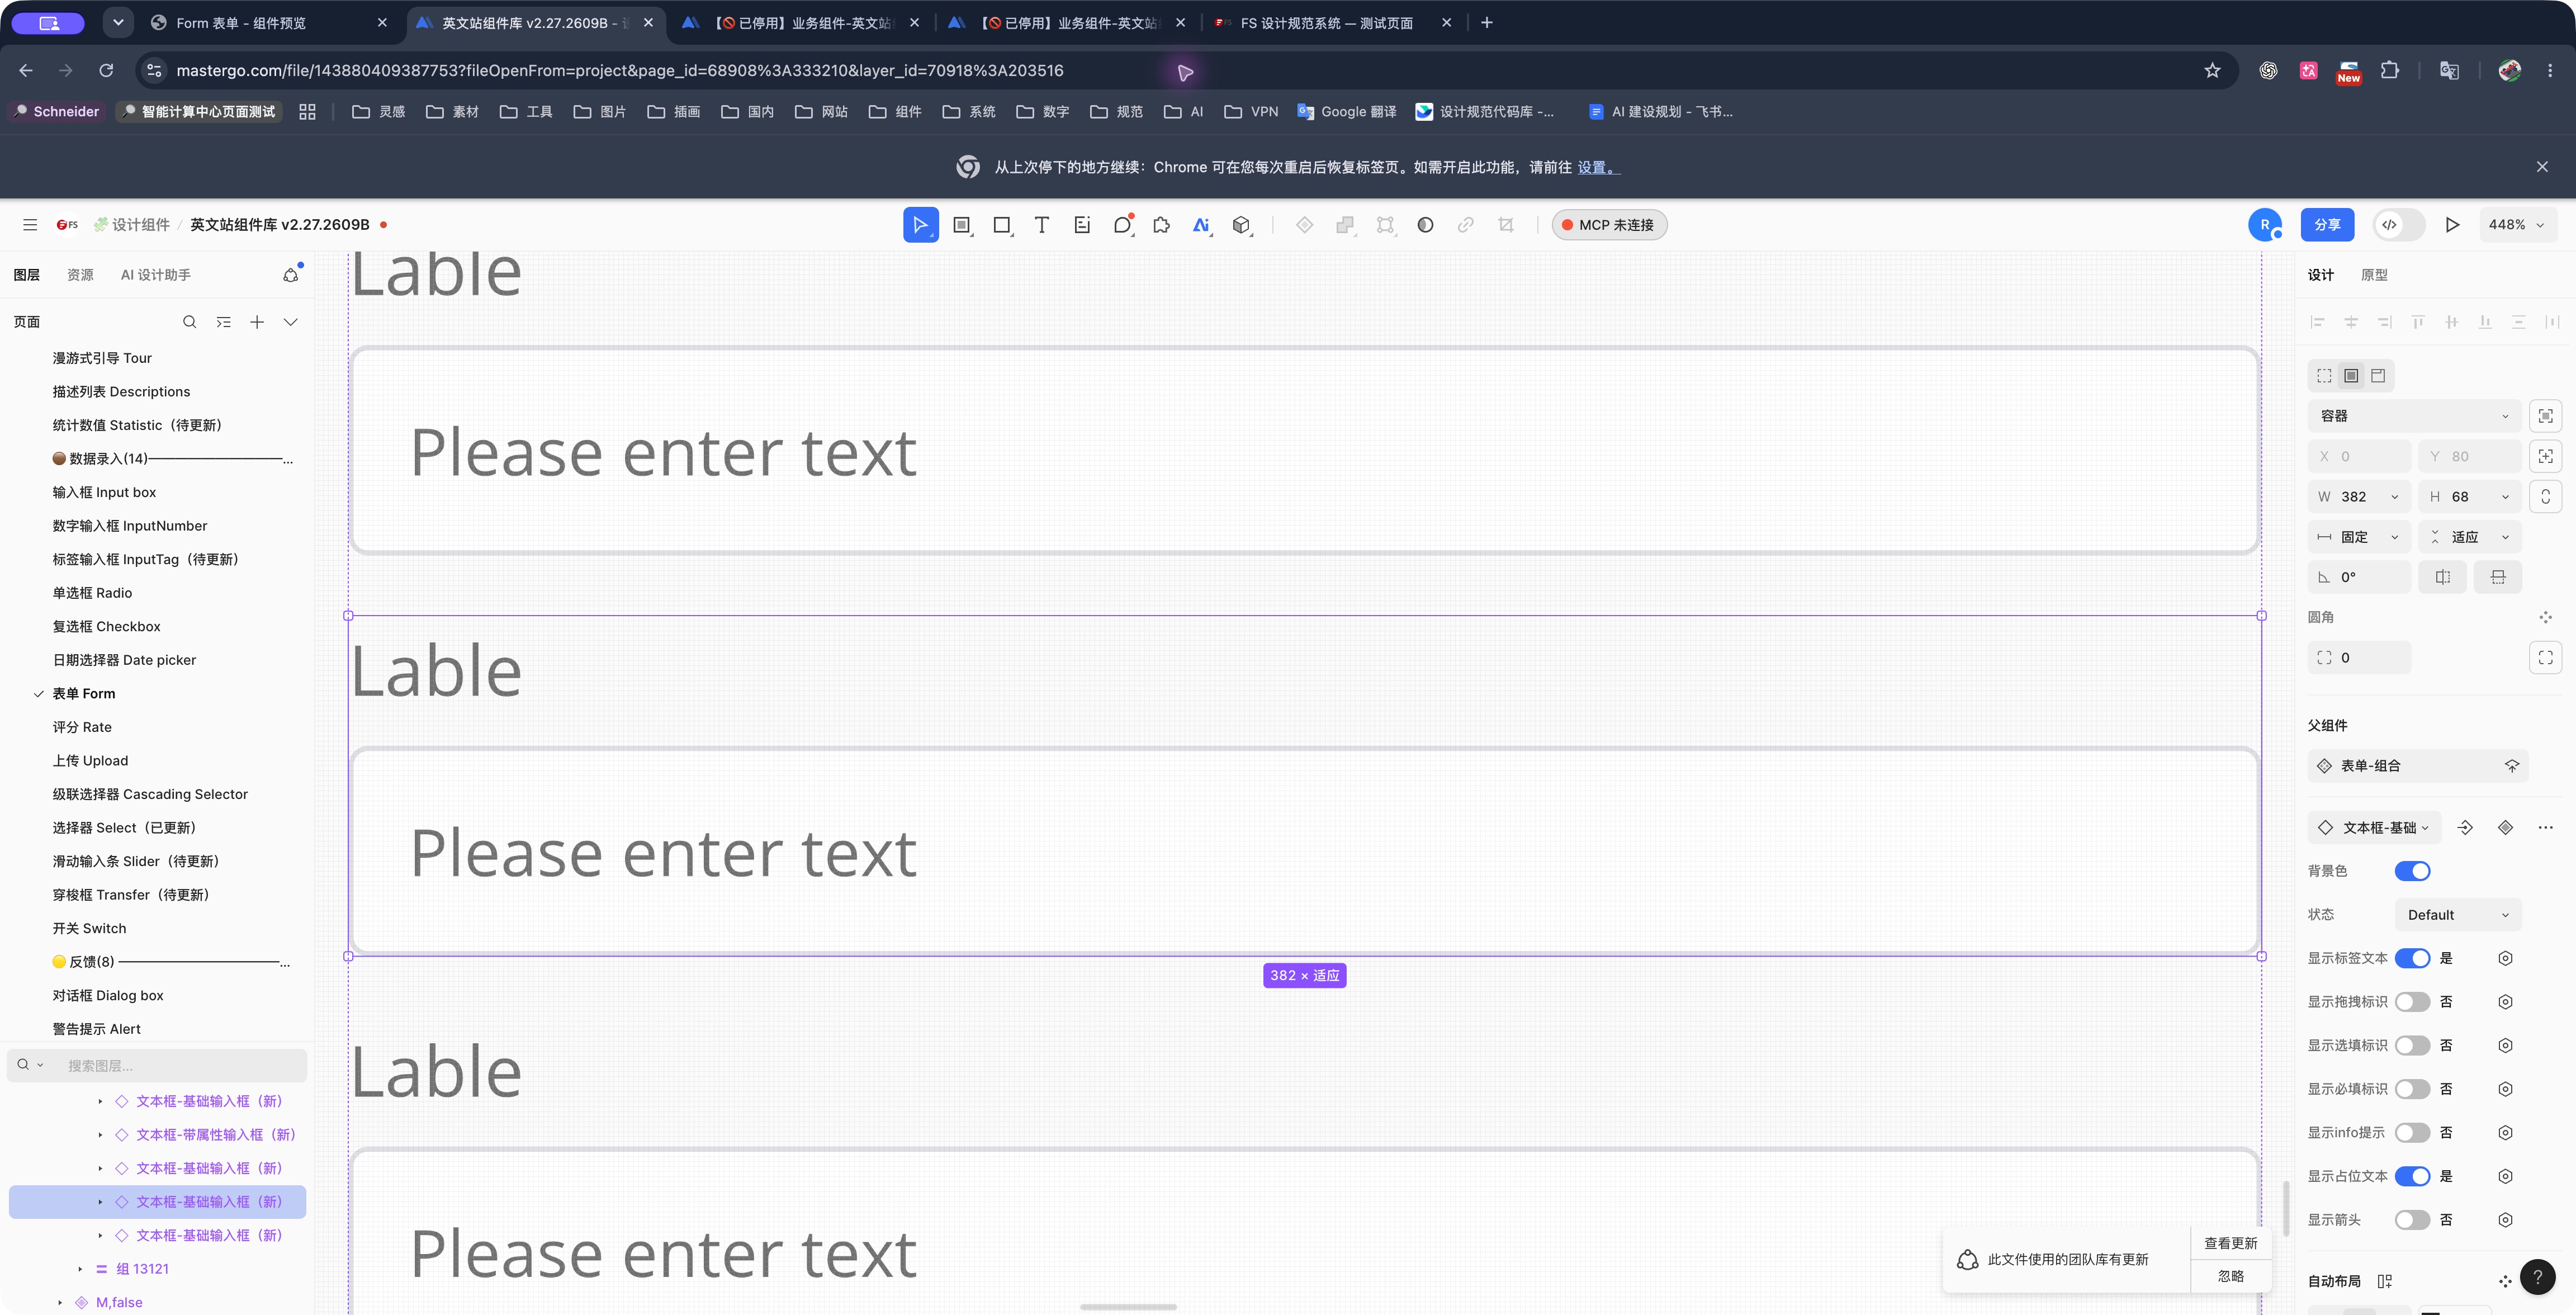 Form 表单 - 组件预览
英文站组件库 v2.27.2609B - 
【🚫 已停用】业务组件-英文站
【🚫 已停用】业务组件-英文站
FS 设计规范系统 — 测试页面
mastergo.com/file/143880409387753?fileOpenFrom=project&page_id=68908%3A333210&layer_id=70918%3A203516
New
Schneider
智能计算中心页面测试
灵感
素材
工具
图片
插画
国内
网站
组件
系统
数字
规范
AI
VPN
Google 翻译
设计规范代码库 -...
AI 建设规划 - 飞书...
从上次停下的地方继续：Chrome 可在您每次重启后恢复标签页。如需开启此功能，请前往 设置。
FS
设计组件 / 英文站组件库 v2.27.2609B
MCP 未连接
R
分享
448%
图层
资源
AI 设计助手
页面
漫游式引导 Tour
描述列表 Descriptions
统计数值 Statistic（待更新）
🟤 数据录入(14)——————————...
输入框 Input box
数字输入框 InputNumber
标签输入框 InputTag（待更新）
单选框 Radio
复选框 Checkbox
日期选择器 Date picker
表单 Form
评分 Rate
上传 Upload
级联选择器 Cascading Selector
选择器 Select（已更新）
滑动输入条 Slider（待更新）
穿梭框 Transfer（待更新）
开关 Switch
🟡 反馈(8) ————————————...
对话框 Dialog box
警告提示 Alert
搜索图层...
文本框-基础输入框（新）
文本框-带属性输入框（新）
文本框-基础输入框（新）
文本框-基础输入框（新）
文本框-基础输入框（新）
组 13121
M,false
Lable
Please enter text
Lable
Please enter text
382 × 适应
Lable
Please enter text
此文件使用的团队库有更新
查看更新
忽略
设计
原型
容器
X 0
Y 80
W 382
H 68
固定
适应
0°
圆角
0
父组件
表单-组合
文本框-基础
背景色
状态
Default
显示标签文本 是
显示拖拽标识 否
显示选填标识 否
显示必填标识 否
显示info提示 否
显示占位文本 是
显示箭头 否
自动布局
?